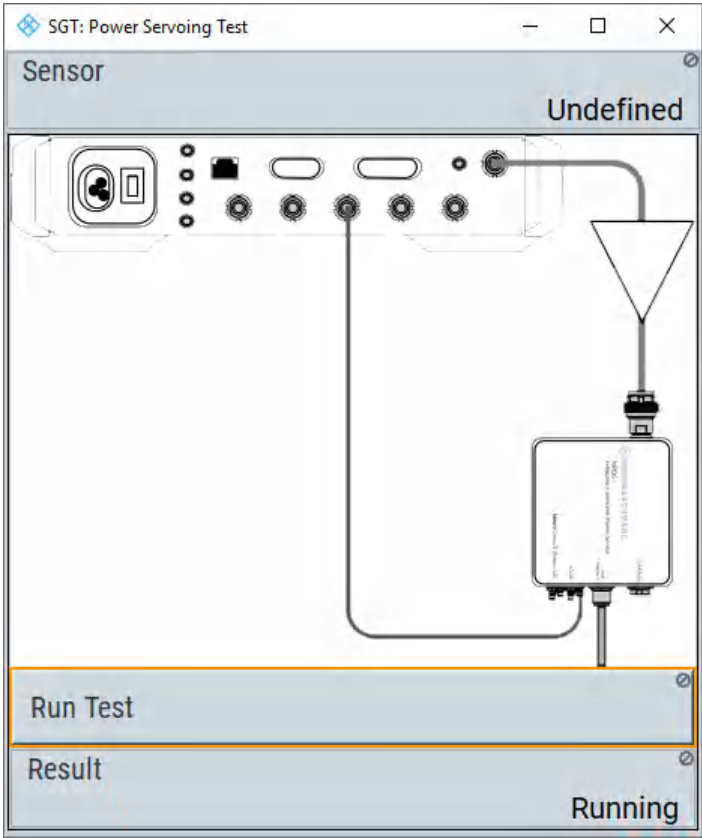 SGT: Power Servoing Test
Sensor
Undefined
Run Test
Result
Running